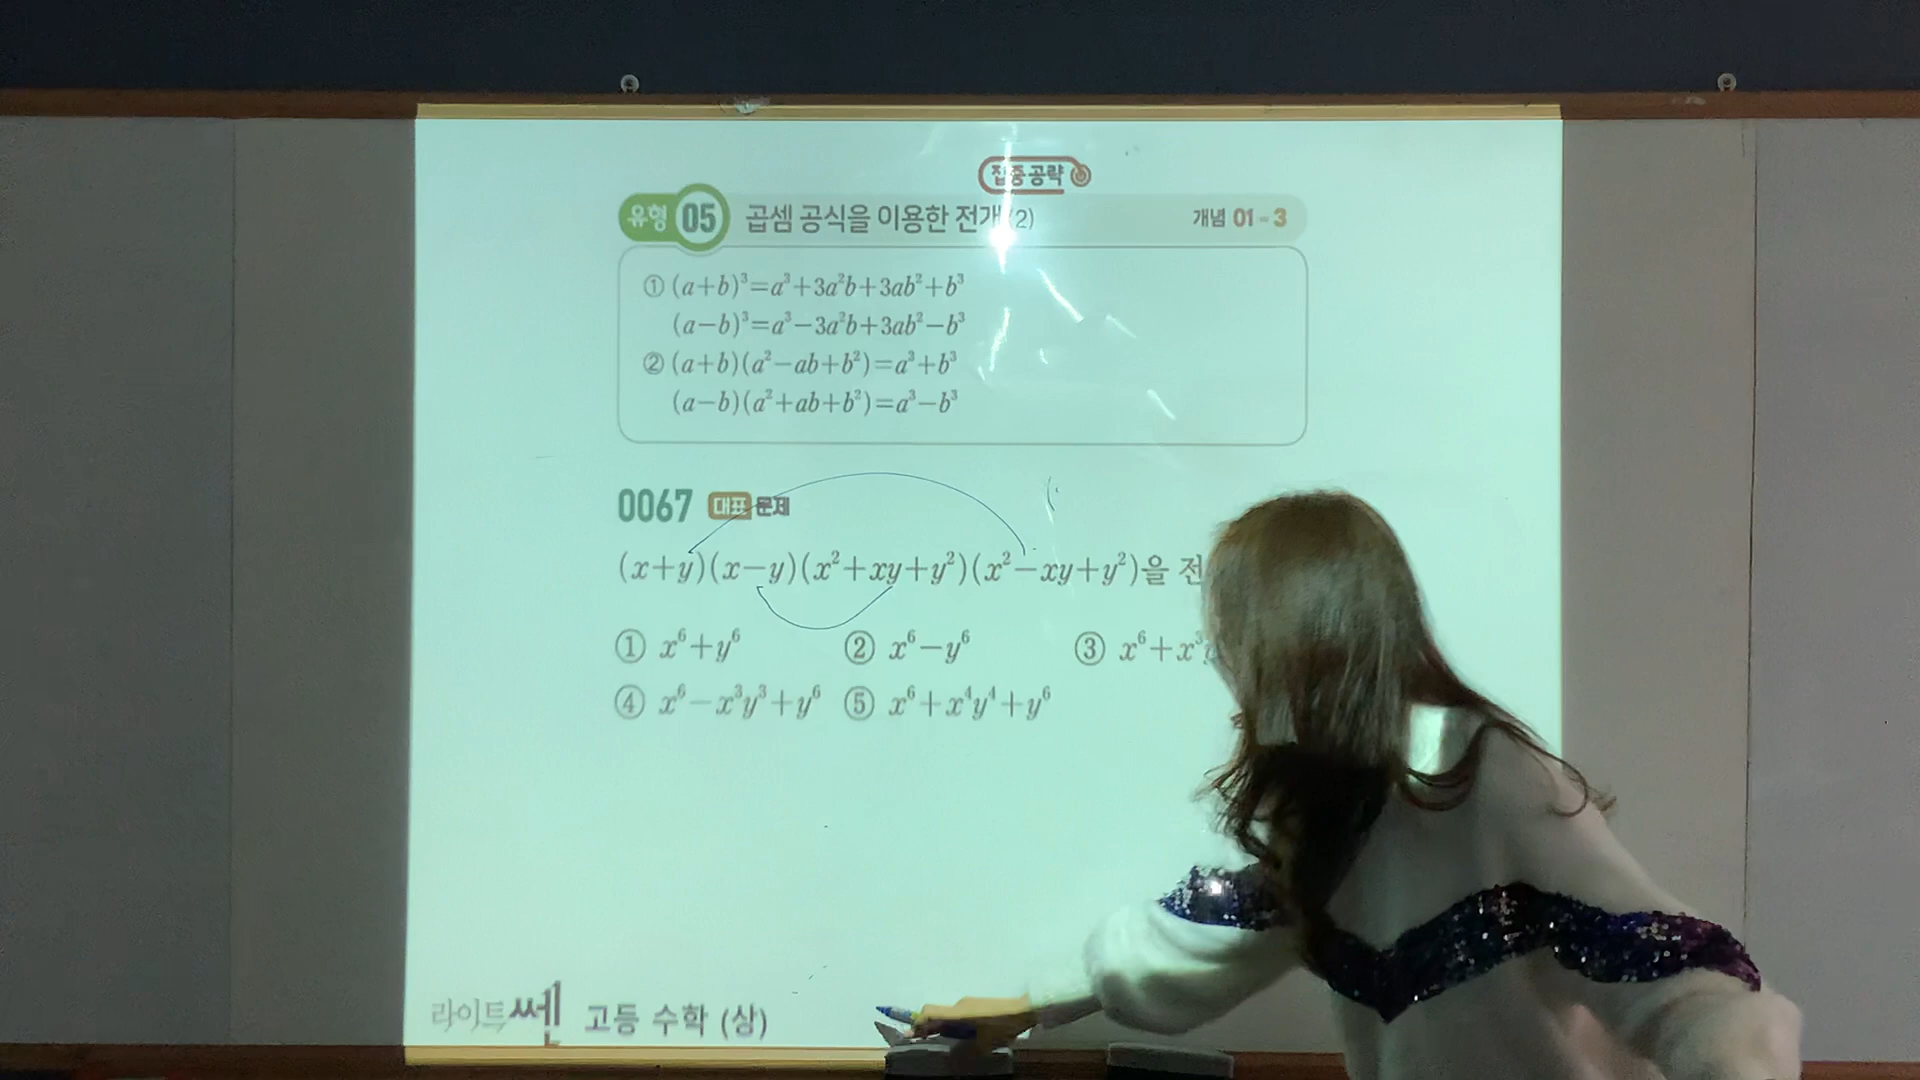 집중공략
유형 05 곱셈 공식을 이용한 전개(2) 개념 01-3
① (a+b)³=a³+3a²b+3ab²+b³
(a-b)³=a³-3a²b+3ab²-b³
② (a+b)(a²-ab+b²)=a³+b³
(a-b)(a²+ab+b²)=a³-b³
0067 대표 문제
(x+y)(x-y)(x²+xy+y²)(x²-xy+y²)을 전
① x⁶+y⁶ ② x⁶-y⁶ ③ x⁶+x³
④ x⁶-x³y³+y⁶ ⑤ x⁶+x⁴y⁴+y⁶
라이트쎈 고등 수학 (상)